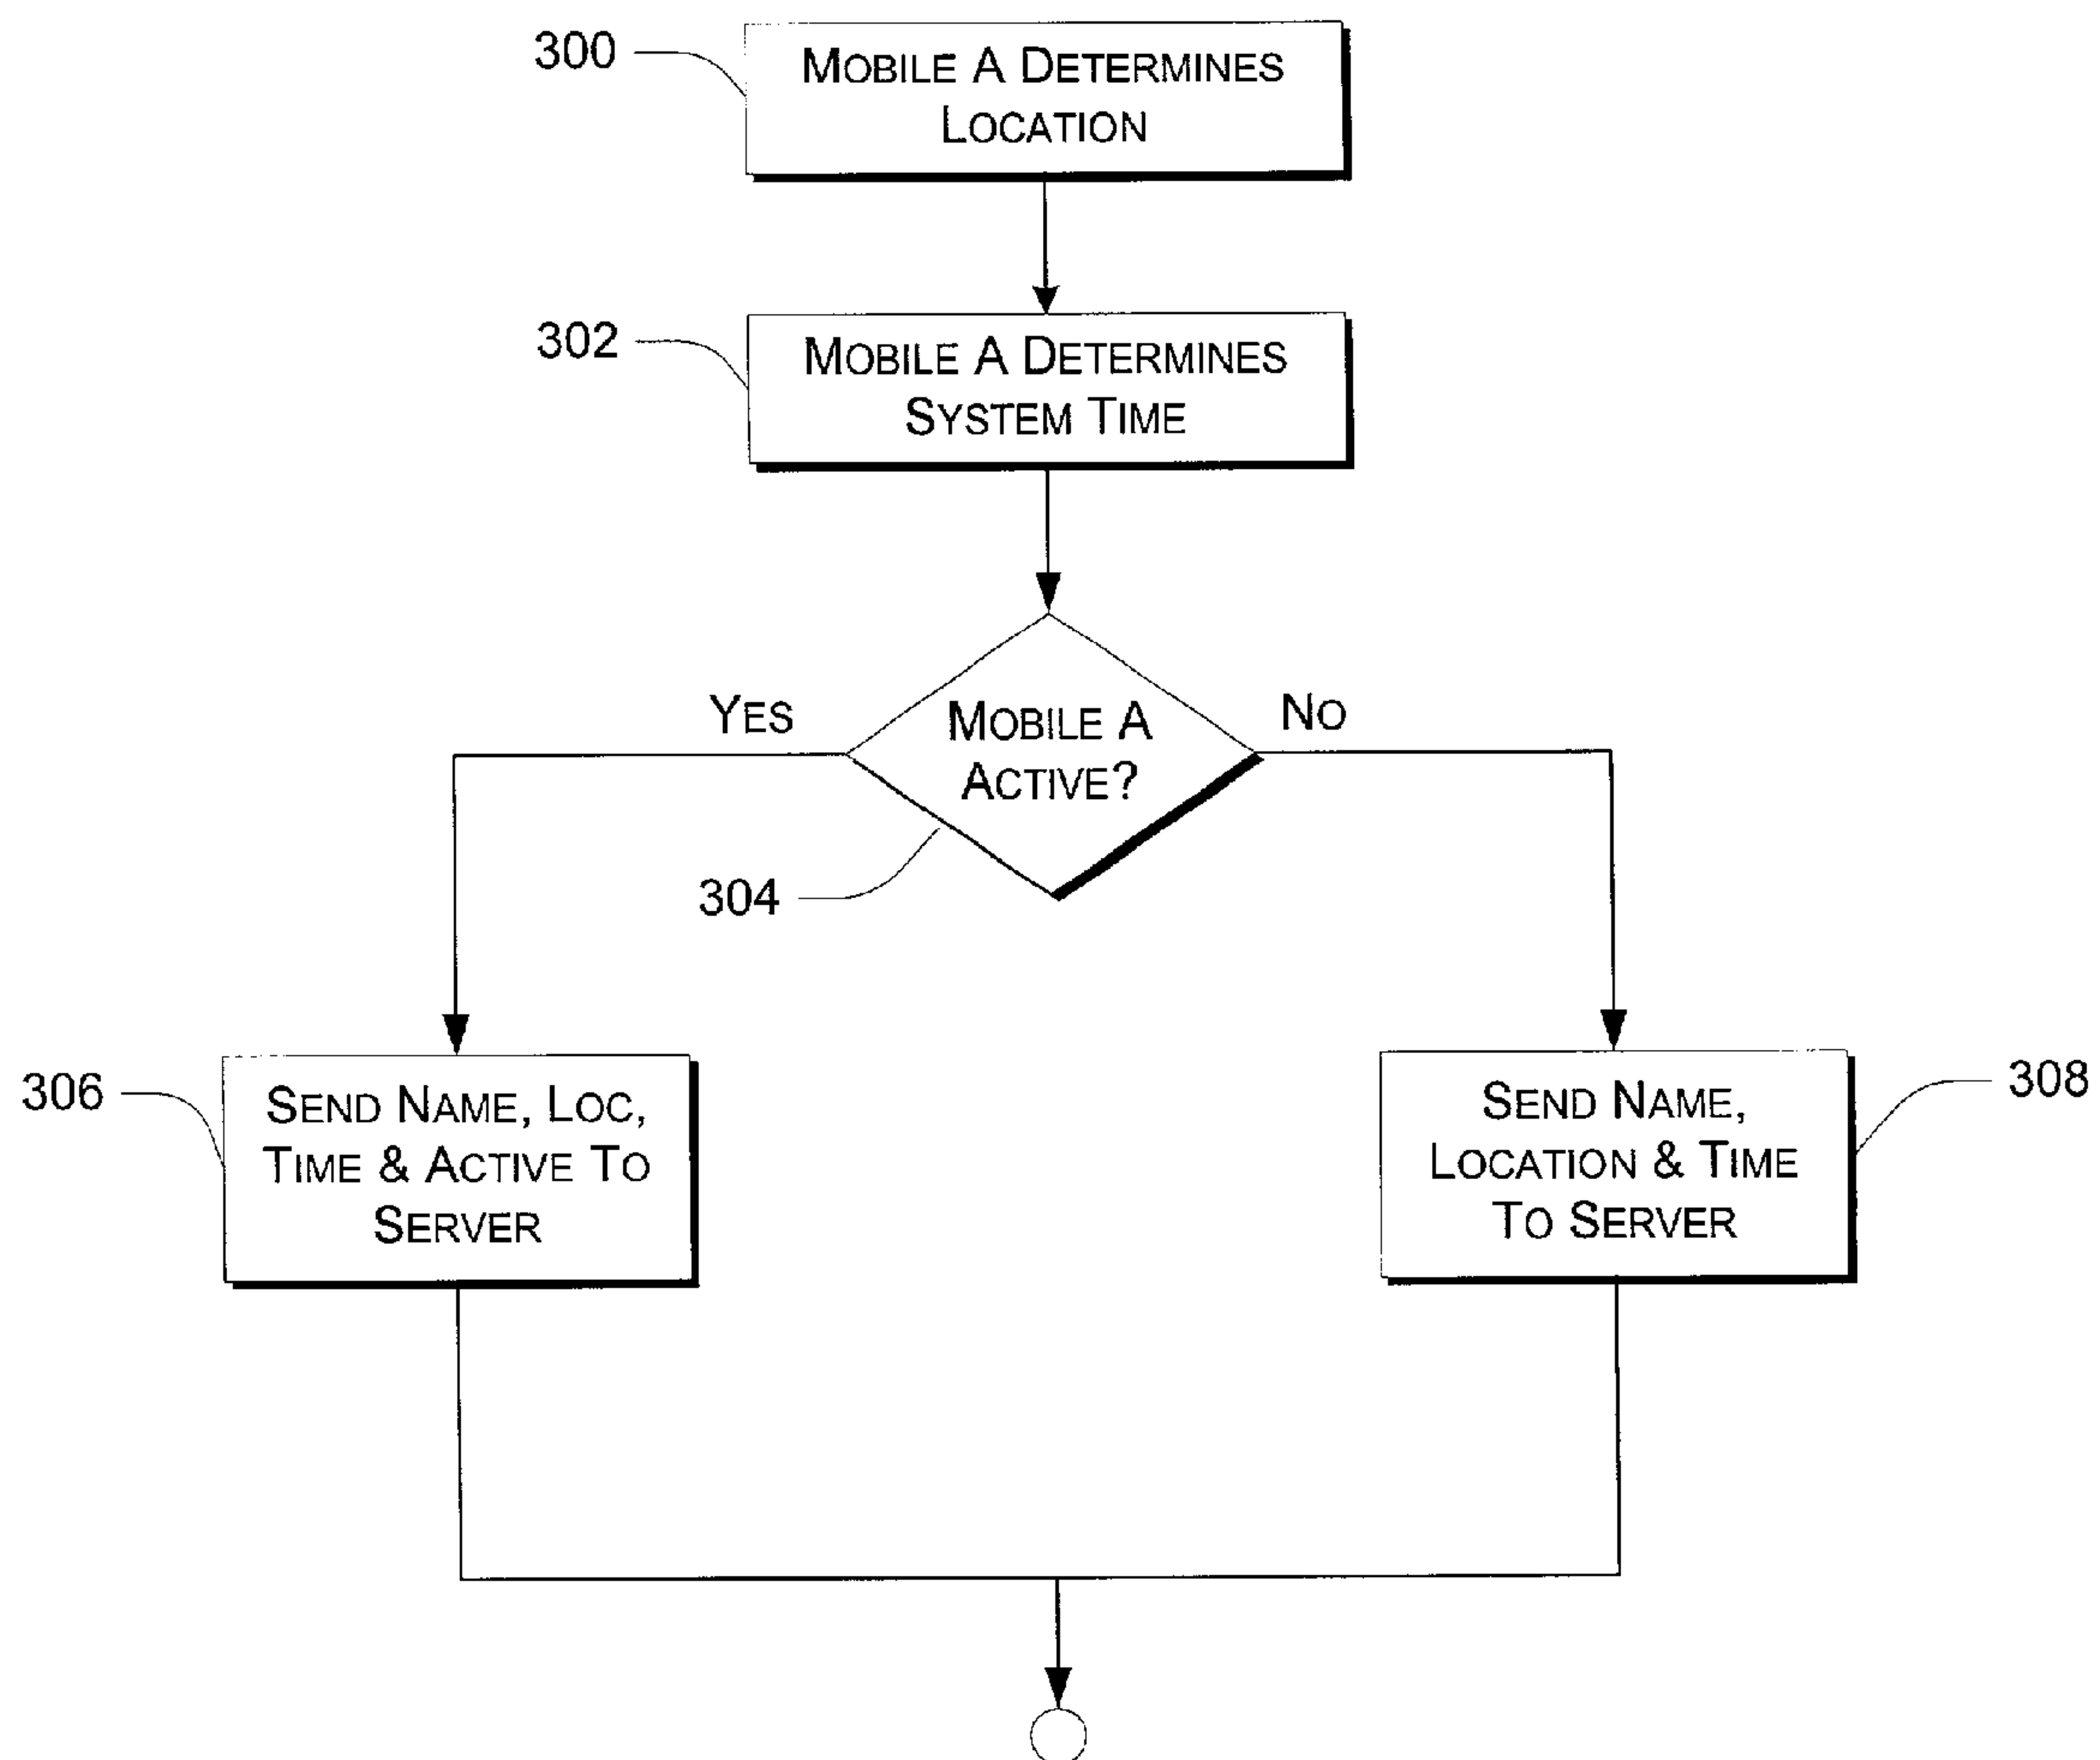 300
MOBILE A DETERMINES
LOCATION
302
MOBILE A DETERMINES
SYSTEM TIME
YES
MOBILE A
ACTIVE?
NO
304
306
SEND NAME, LOC,
TIME & ACTIVE TO
SERVER
SEND NAME,
LOCATION & TIME
TO SERVER
308